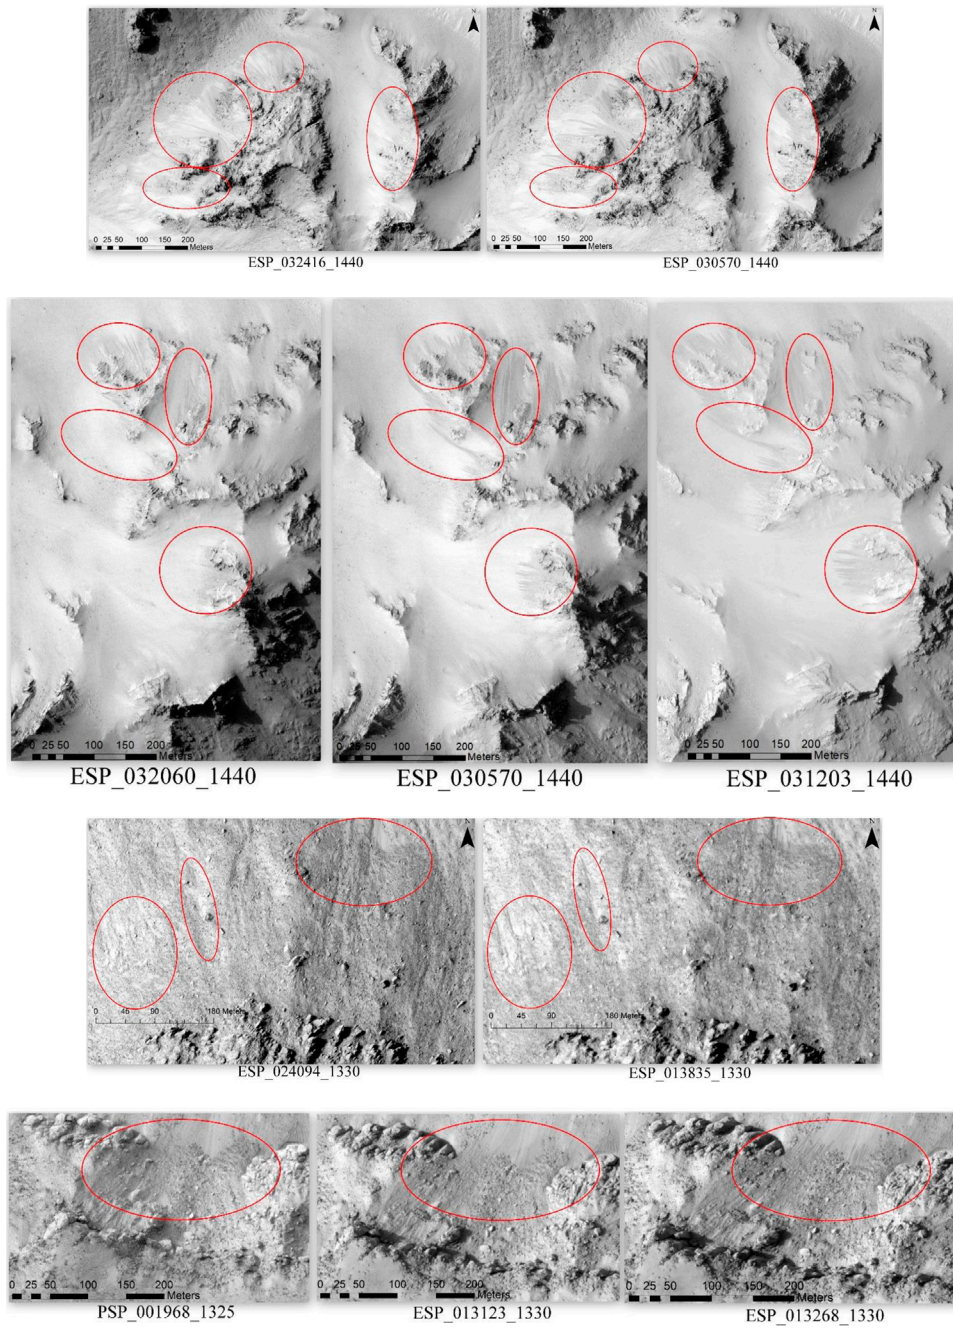 N
N
0 25 50 100 150 200 Meters
0 25 50 100 150 200 Meters
ESP_032416_1440
ESP_030570_1440
0 25 50 100 150 200 Meters
0 25 50 100 150 200 Meters
0 25 50 100 150 200 Meters
ESP_032060_1440
ESP_030570_1440
ESP_031203_1440
N
N
0 45 90 180 Meters
0 45 90 180 Meters
ESP_024094_1330
ESP_013835_1330
0 25 50 100 150 200 Meters
0 25 50 100 150 200 Meters
0 25 50 100 150 200 Meters
PSP_001968_1325
ESP_013123_1330
ESP_013268_1330